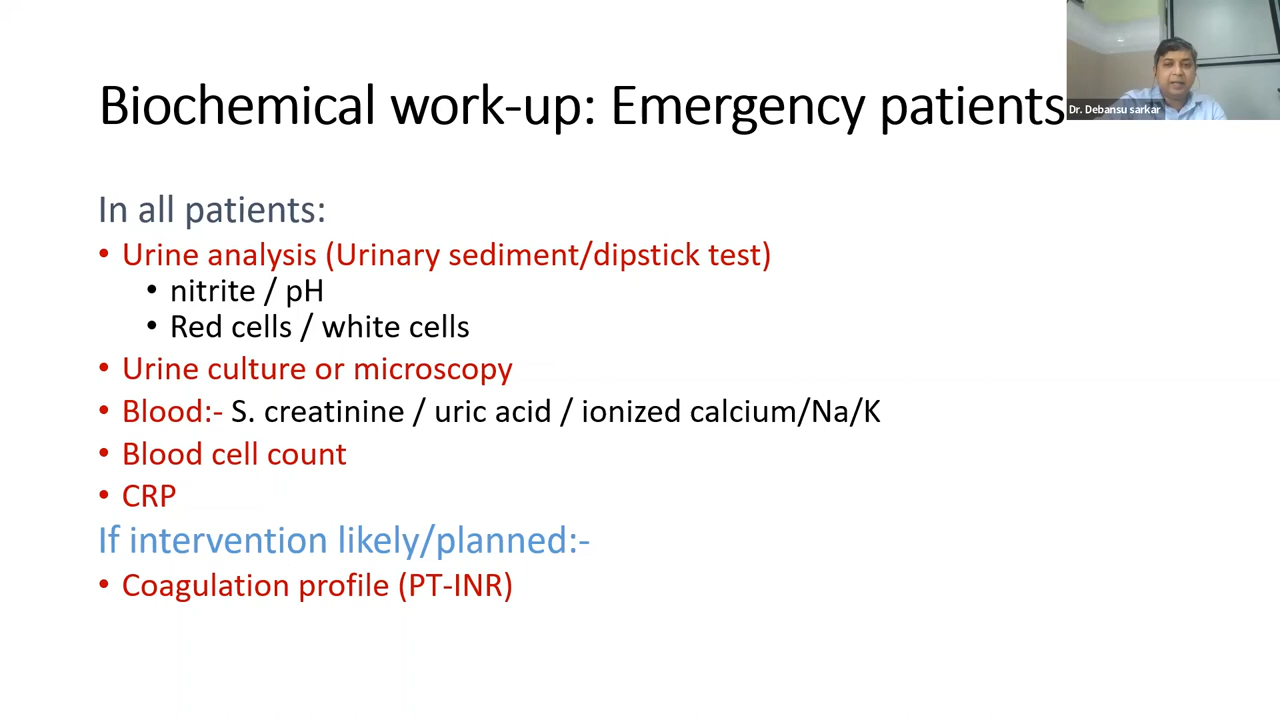 Biochemical work-up: Emergency patients
Dr. Debansu sarkar
In all patients:
• Urine analysis (Urinary sediment/dipstick test)
• nitrite / pH
• Red cells / white cells
• Urine culture or microscopy
• Blood:- S. creatinine / uric acid / ionized calcium/Na/K
• Blood cell count
• CRP
If intervention likely/planned:-
• Coagulation profile (PT-INR)